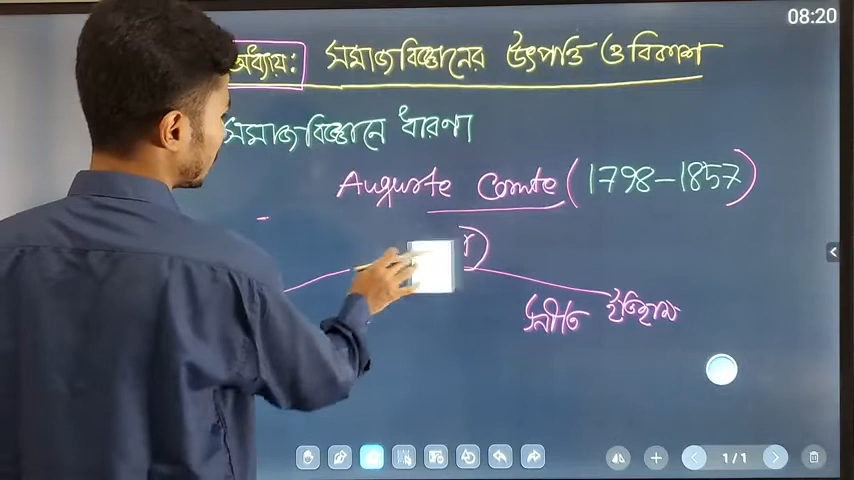 08:20
অধ্যায়: সমাজবিজ্ঞানের উৎপত্তি ও বিকাশ
সমাজবিজ্ঞানে ধারণা
Auguste Comte (1798-1857)
)
নীতি ইতিহাস
1/1